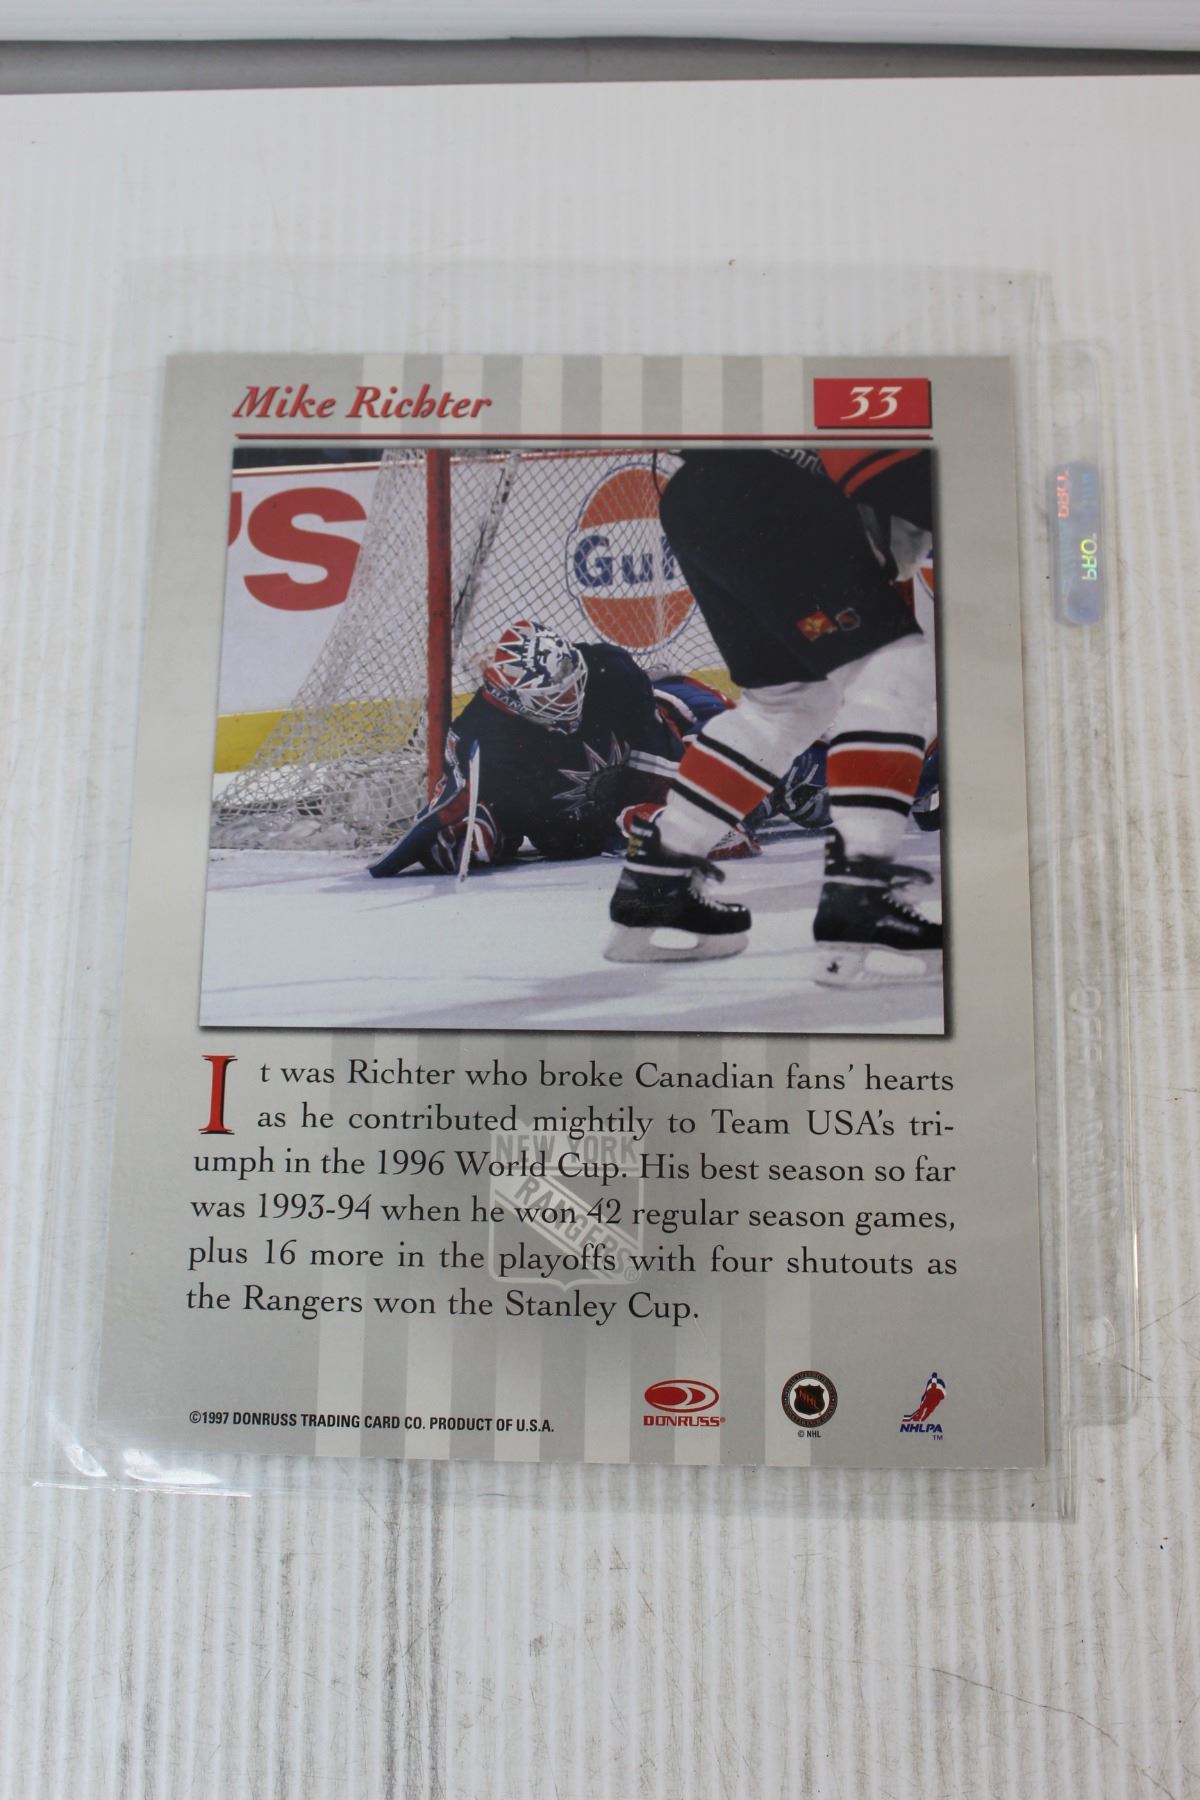 Mike Richter
33
'S
Gul
It was Richter who broke Canadian fans' hearts
as he contributed mightily to Team USA's tri-
umph in the 1996 World Cup. His best season so far
was 1993-94 when he won 42 regular season games,
plus 16 more in the playoffs with four shutouts as
the Rangers won the Stanley Cup.
NEW YORK
RANGERS®
©1997 DONRUSS TRADING CARD CO. PRODUCT OF U.S.A.
DONRUSS®
NHL
© NHL
NHLPA
TM
PRO